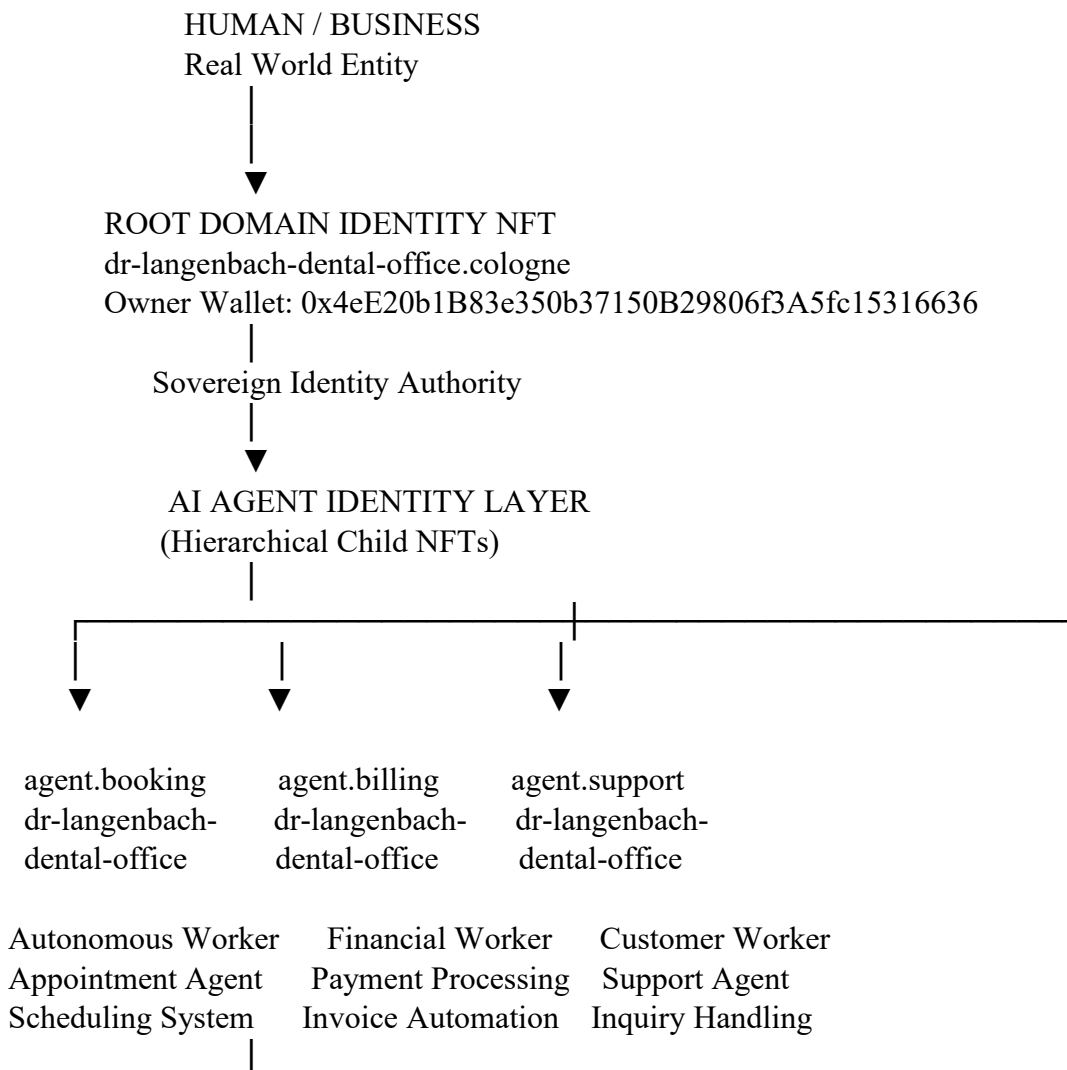 HUMAN / BUSINESS
Real World Entity
ROOT DOMAIN IDENTITY NFT
dr-langenbach-dental-office.cologne
Owner Wallet: 0x4eE20b1B83e350b37150B29806f3A5fc15316636
Sovereign Identity Authority
AI AGENT IDENTITY LAYER
(Hierarchical Child NFTs)
agent.booking agent.billing agent.support
dr-langenbach- dr-langenbach- dr-langenbach-
dental-office dental-office dental-office
Autonomous Worker Financial Worker Customer Worker
Appointment Agent Payment Processing Support Agent
Scheduling System Invoice Automation Inquiry Handling